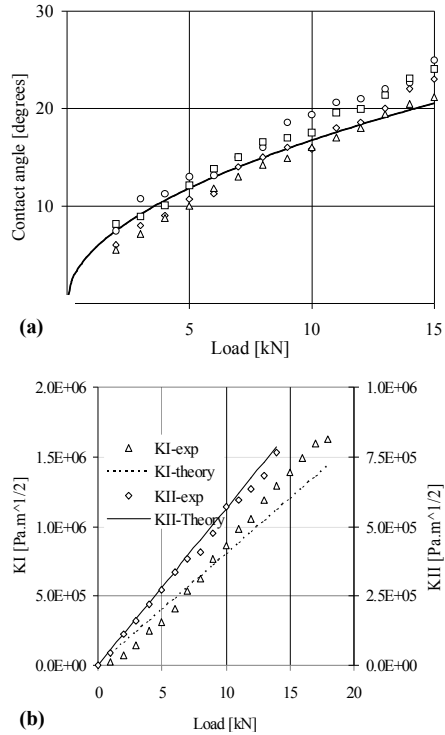 30
20
10
Contact angle [degrees]
5 10 15
(a)
Load [kN]
2.0E+06 1.0E+06
1.5E+06 7.5E+05
1.0E+06 5.0E+05
5.0E+05 2.5E+05
0.0E+00 0.0E+00
KI [Pa.m^1/2]
KII [Pa.m^1/2]
KI-exp
KI-theory
KII-exp
KII-Theory
0 5 10 15 20
(b)
Load [kN]